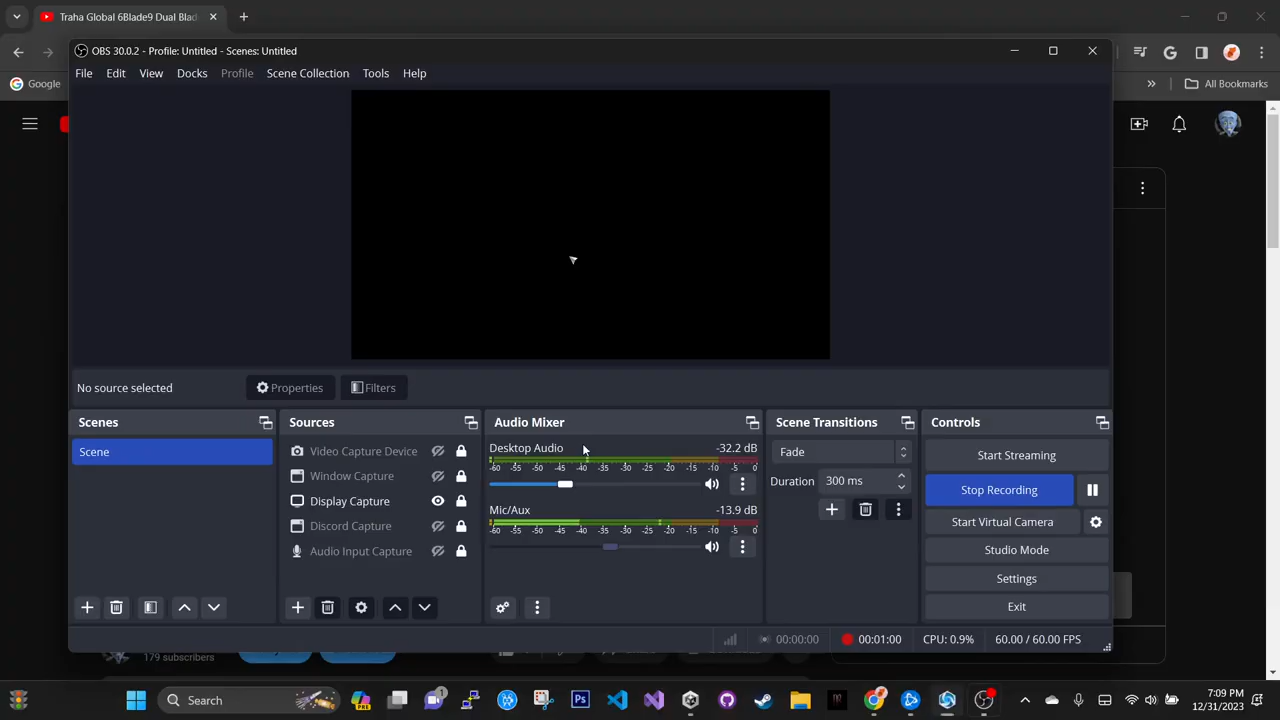 Traha Global 6Blade9 Dual Blad
OBS 30.0.2 - Profile: Untitled - Scenes: Untitled
File Edit View Docks Profile Scene Collection Tools Help
Google
All Bookmarks
No source selected
Properties
Filters
Scenes
Sources
Audio Mixer
Scene Transitions
Controls
Scene
Video Capture Device
Window Capture
Display Capture
Discord Capture
Audio Input Capture
Desktop Audio -32.2 dB
-60 -55 -50 -45 -40 -35 -30 -25 -20 -15 -10 -5 0
Mic/Aux -13.9 dB
-60 -55 -50 -45 -40 -35 -30 -25 -20 -15 -10 -5 0
Fade
Duration 300 ms
Start Streaming
Stop Recording
Start Virtual Camera
Studio Mode
Settings
Exit
00:00:00 00:01:00 CPU: 0.9% 60.00 / 60.00 FPS
179 subscribers
Search
PRE
1
Ps
7:09 PM
12/31/2023